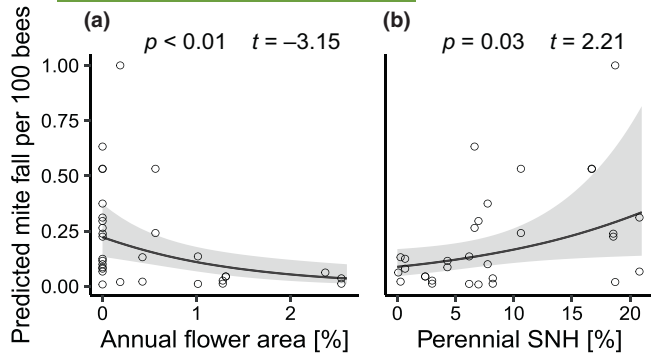 (a)
p < 0.01 t = –3.15
(b)
p = 0.03 t = 2.21
Predicted mite fall per 100 bees
1.00
0.75
0.50
0.25
0.00
0 1 2
Annual flower area [%]
0 5 10 15 20
Perennial SNH [%]